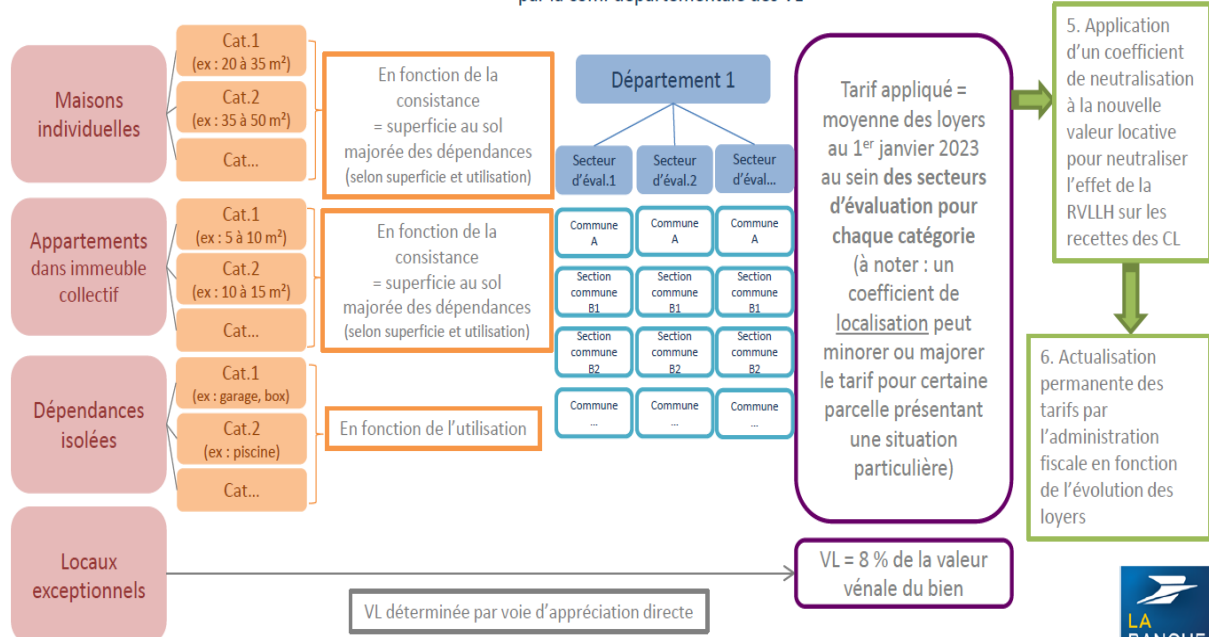 par la com. départementale des VL
Maisons
individuelles
Cat.1
(ex : 20 à 35 m²)
Cat.2
(ex : 35 à 50 m²)
Cat...
En fonction de la
consistance
= superficie au sol
majorée des dépendances
(selon superficie et utilisation)
Appartements
dans immeuble
collectif
Cat.1
(ex : 5 à 10 m²)
Cat.2
(ex : 10 à 15 m²)
Cat...
En fonction de la
consistance
= superficie au sol
majorée des dépendances
(selon superficie et utilisation)
Dépendances
isolées
Cat.1
(ex : garage, box)
Cat.2
(ex : piscine)
Cat...
En fonction de l'utilisation
Locaux
exceptionnels
VL déterminée par voie d'appréciation directe
Département 1
Secteur
d'éval.1
Secteur
d'éval.2
Secteur
d'éval...
Commune
A
Commune
A
Commune
A
Section
commune
B1
Section
commune
B1
Section
commune
B1
Section
commune
B2
Section
commune
B2
Section
commune
B2
Commune
...
Commune
...
Commune
...
Tarif appliqué =
moyenne des loyers
au 1er janvier 2023
au sein des secteurs
d'évaluation pour
chaque catégorie
(à noter : un
coefficient de
localisation peut
minorer ou majorer
le tarif pour certaine
parcelle présentant
une situation
particulière)
VL = 8 % de la valeur
vénale du bien
5. Application
d'un coefficient
de neutralisation
à la nouvelle
valeur locative
pour neutraliser
l'effet de la
RVLLH sur les
recettes des CL
6. Actualisation
permanente des
tarifs par
l'administration
fiscale en fonction
de l'évolution des
loyers
LA